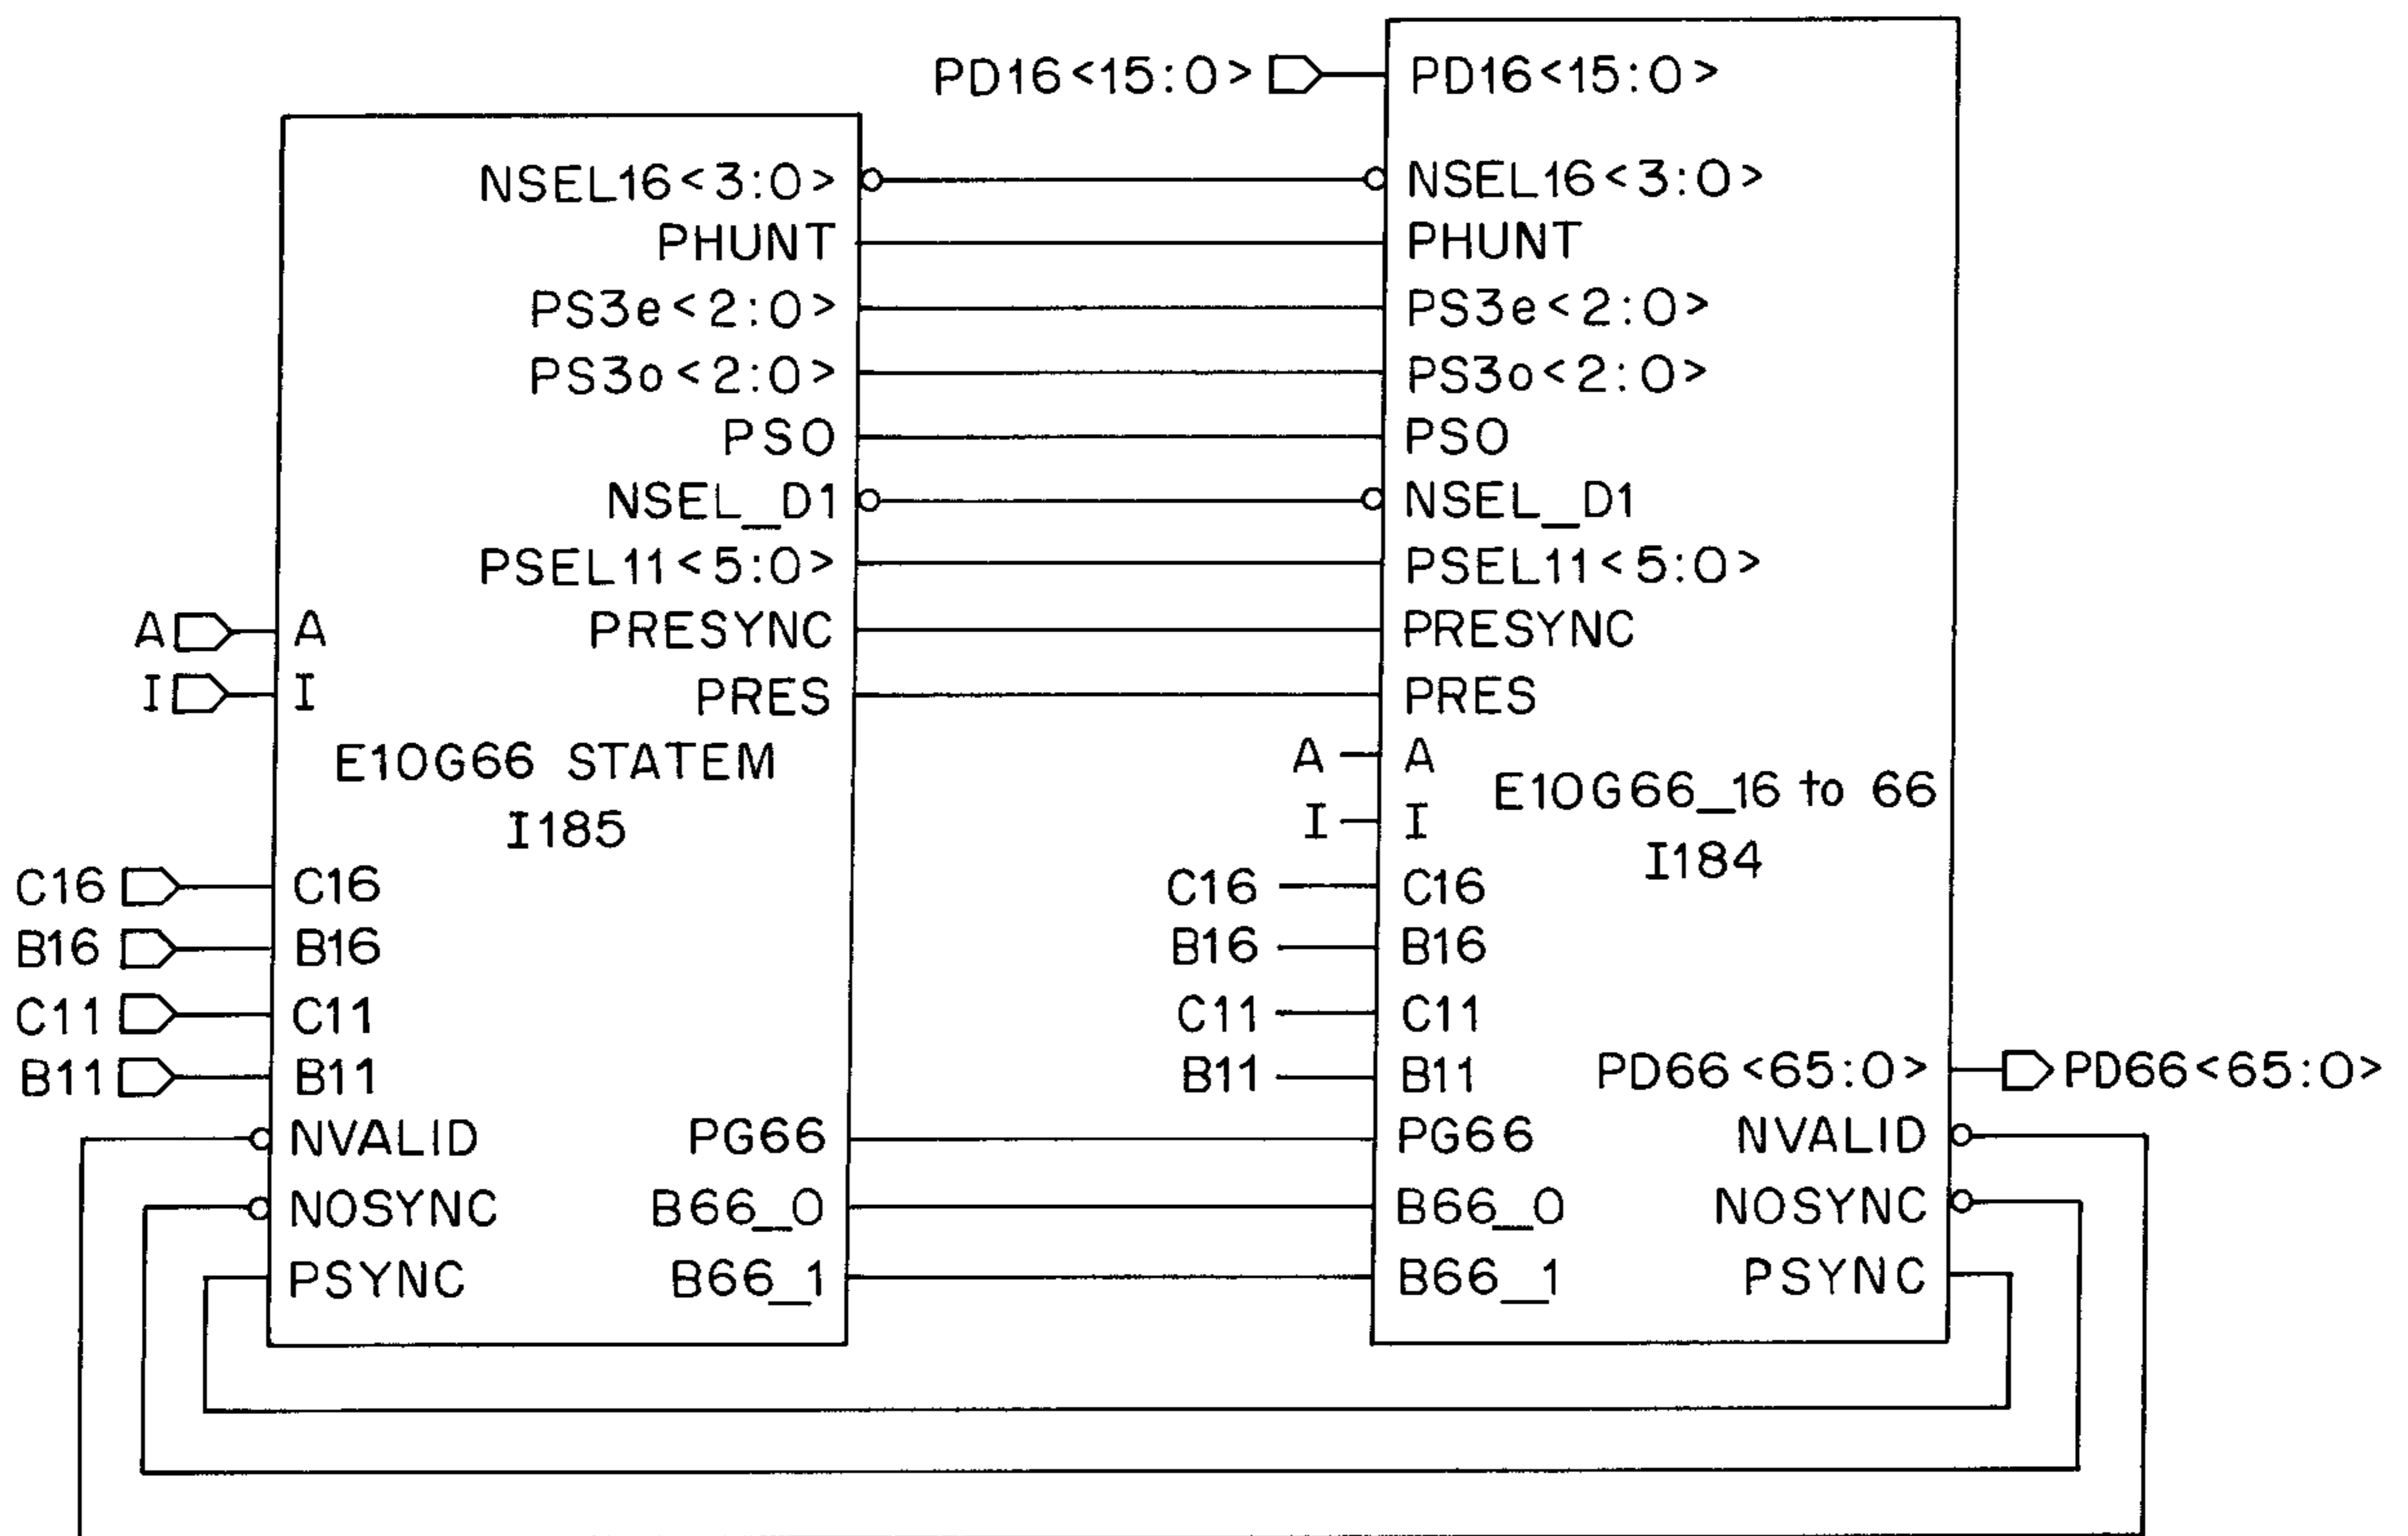 PD16<15:0> PD16<15:0>
NSEL16<3:0> NSEL16<3:0>
PHUNT PHUNT
PS3e<2:0> PS3e<2:0>
PS3o<2:0> PS3o<2:0>
PS0 PS0
NSEL_D1 NSEL_D1
PSEL11<5:0> PSEL11<5:0>
A A PRESYNC PRESYNC
I I PRES PRES
E10G66 STATEM A A
E10G66_16 to 66
I185 I I
I184
C16 C16 C16 C16
B16 B16 B16 B16
C11 C11 C11 C11
B11 B11 B11 B11 PD66<65:0> PD66<65:0>
NVALID PG66 PG66 NVALID
NOSYNC B66_0 B66_0 NOSYNC
PSYNC B66_1 B66_1 PSYNC